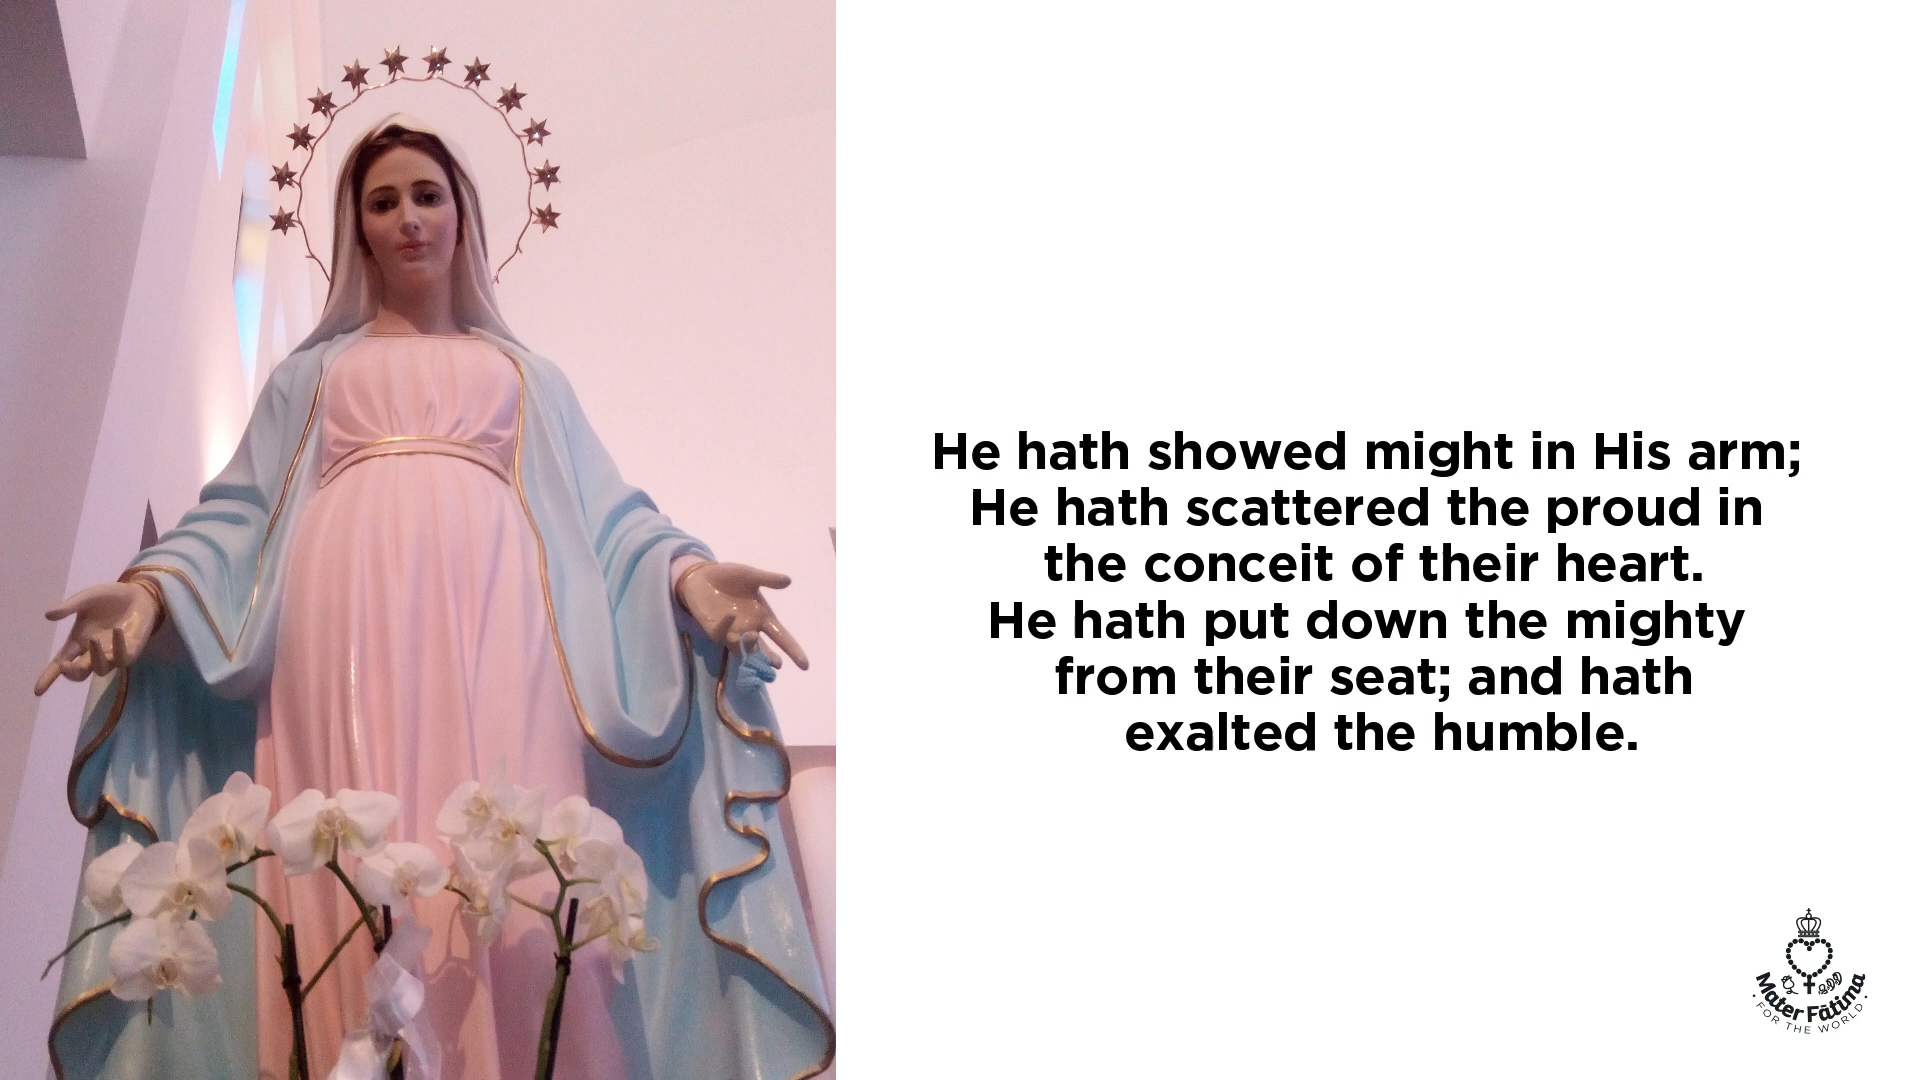 He hath showed might in His arm;
He hath scattered the proud in
the conceit of their heart.
He hath put down the mighty
from their seat; and hath
exalted the humble.
Mater Fátima
· FOR THE WORLD ·